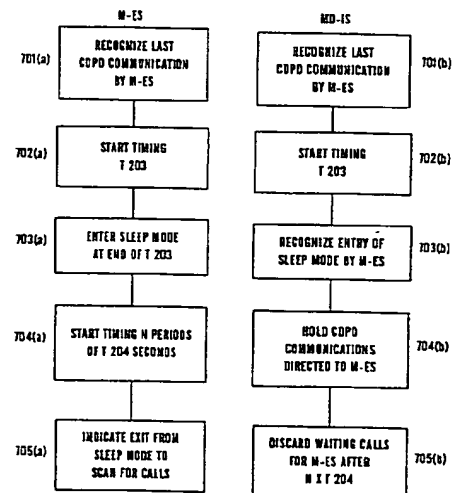 M-ES
701(a)
RECOGNIZE LAST
CDPD COMMUNICATION
BY M-ES
702(a)
START TIMING
T 203
703(a)
ENTER SLEEP MODE
AT END OF T 203
704(a)
START TIMING N PERIODS
OF T 204 SECONDS
705(a)
INDICATE EXIT FROM
SLEEP MODE TO
SCAN FOR CALLS
MD-IS
RECOGNIZE LAST
CDPD COMMUNICATION
BY M-ES
701(b)
START TIMING
T 203
702(b)
RECOGNIZE ENTRY OF
SLEEP MODE BY M-ES
703(b)
HOLD CDPD
COMMUNICATIONS
DIRECTED TO M-ES
704(b)
DISCARD WAITING CALLS
FOR M-ES AFTER
N X T 204
705(b)